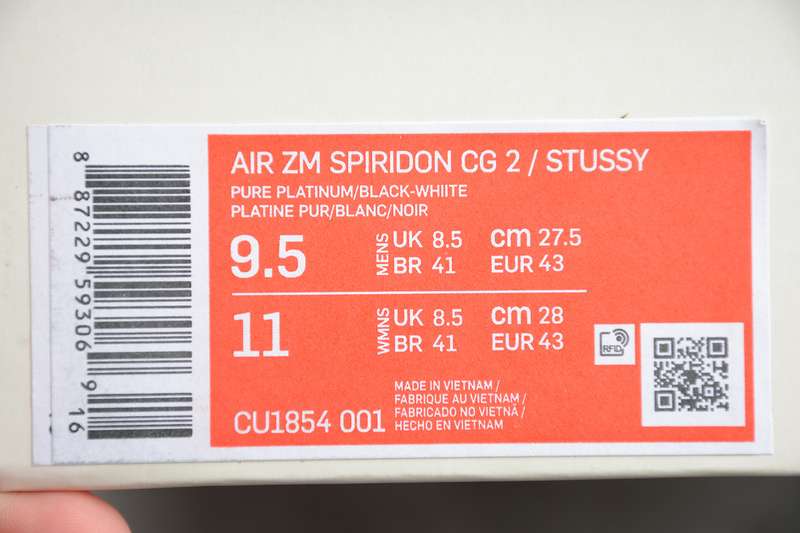 AIR ZM SPIRIDON CG 2 / STUSSY
PURE PLATINUM/BLACK-WHIITE
PLATINE PUR/BLANC/NOIR
9.5 MENS UK 8.5 cm 27.5
BR 41 EUR 43
11 WMNS UK 8.5 cm 28
BR 41 EUR 43
RFID
MADE IN VIETNAM /
FABRIQUE AU VIETNAM /
FABRICADO NO VIETNÃ /
HECHO EN VIETNAM
CU1854 001
8 87229 59306 9 16